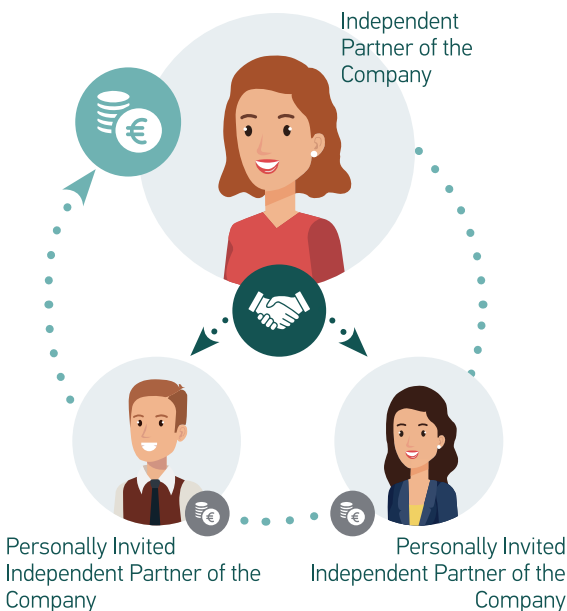 Independent
Partner of the
Company
€
€
€
Personally Invited
Independent Partner of the
Company
Personally Invited
Independent Partner of the
Company